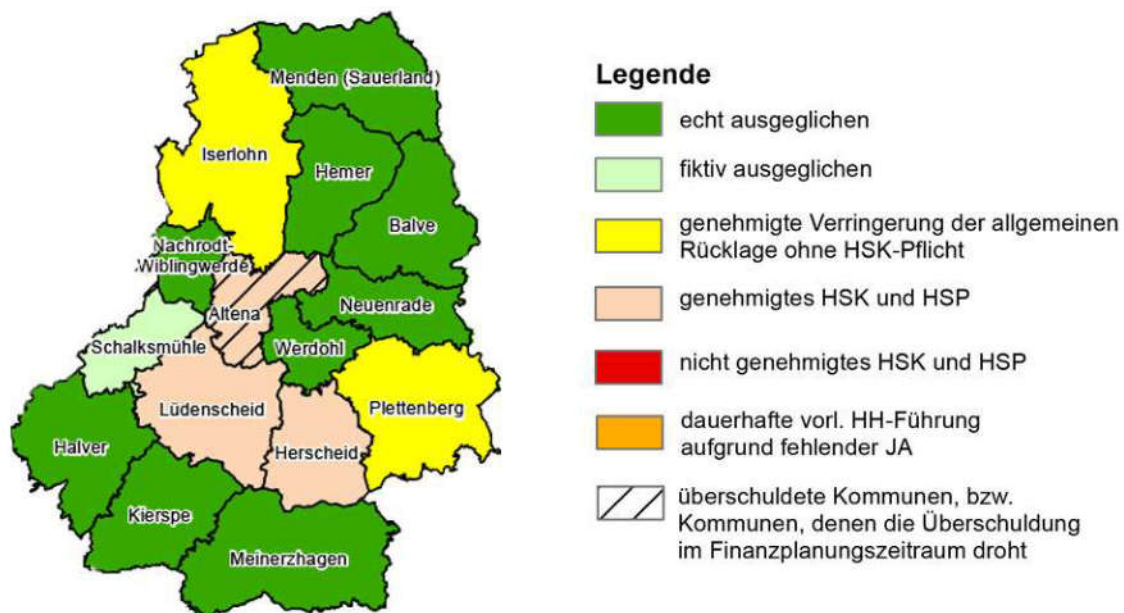 Menden (Sauerland)
Iserlohn
Hemer
Balve
Nachrodt-
Wiblingwerde
Altena
Neuenrade
Schalksmühle
Werdohl
Lüdenscheid
Plettenberg
Halver
Herscheid
Kierspe
Meinerzhagen
Legende
echt ausgeglichen
fiktiv ausgeglichen
genehmigte Verringerung der allgemeinen
Rücklage ohne HSK-Pflicht
genehmigtes HSK und HSP
nicht genehmigtes HSK und HSP
dauerhafte vorl. HH-Führung
aufgrund fehlender JA
überschuldete Kommunen, bzw.
Kommunen, denen die Überschuldung
im Finanzplanungszeitraum droht